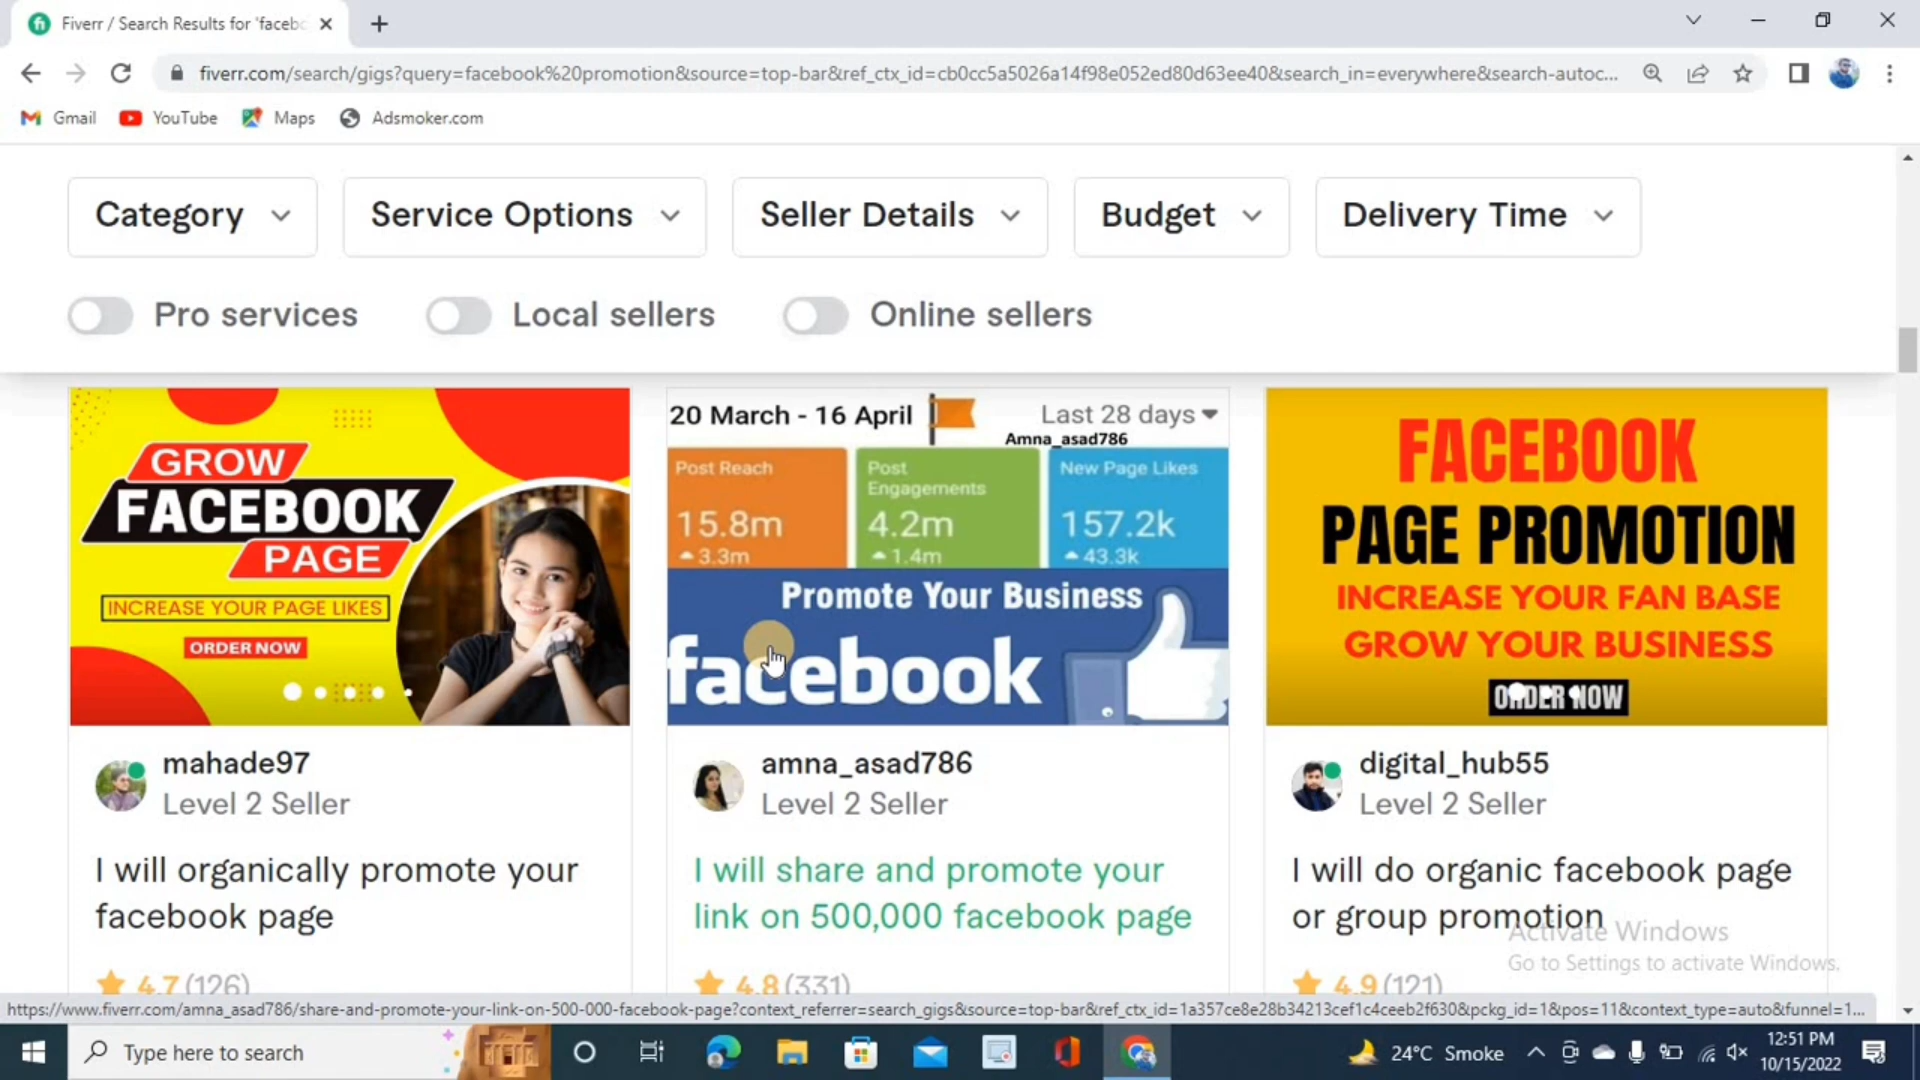 Fiverr / Search Results for 'facebo
fiverr.com/search/gigs?query=facebook%20promotion&source=top-bar&ref_ctx_id=cb0cc5a5026a14f98e052ed80d63ee40&search_in=everywhere&search-autoc...
Gmail YouTube Maps Adsmoker.com
Category Service Options Seller Details Budget Delivery Time
Pro services Local sellers Online sellers
GROW
FACEBOOK
PAGE
INCREASE YOUR PAGE LIKES
ORDER NOW
20 March - 16 April Last 28 days
Amna_asad786
Post Reach Post Engagements New Page Likes
15.8m 4.2m 157.2k
3.3m 1.4m 43.3k
Promote Your Business
facebook
FACEBOOK
PAGE PROMOTION
INCREASE YOUR FAN BASE
GROW YOUR BUSINESS
ORDER NOW
mahade97
Level 2 Seller
I will organically promote your
facebook page
4.7 (126)
amna_asad786
Level 2 Seller
I will share and promote your
link on 500,000 facebook page
4.8 (331)
digital_hub55
Level 2 Seller
I will do organic facebook page
or group promotion
4.9 (121)
Activate Windows
Go to Settings to activate Windows.
https://www.fiverr.com/amna_asad786/share-and-promote-your-link-on-500-000-facebook-page?context_referrer=search_gigs&source=top-bar&ref_ctx_id=1a357ce8e28b34213cef1c4ceeb2f630&pckg_id=1&pos=11&context_type=auto&funnel=1...
Type here to search
24°C Smoke
12:51 PM
10/15/2022